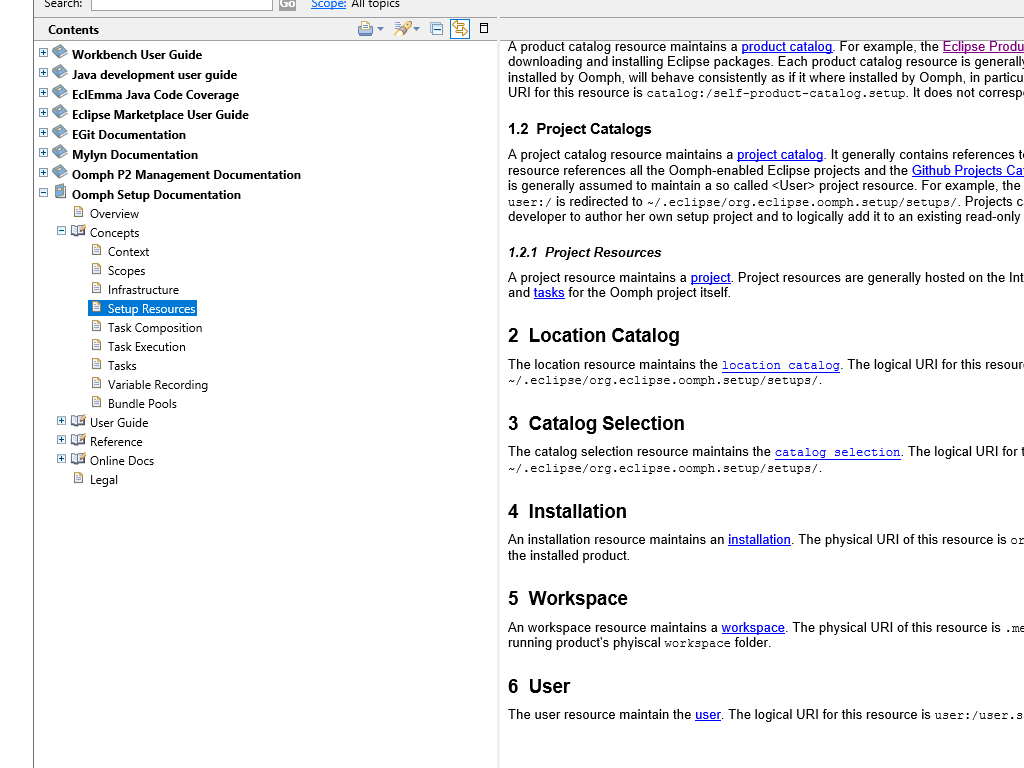 Search:
Go
Scope: All topics
Contents
Workbench User Guide
Java development user guide
EclEmma Java Code Coverage
Eclipse Marketplace User Guide
EGit Documentation
Mylyn Documentation
Oomph P2 Management Documentation
Oomph Setup Documentation
Overview
Concepts
Context
Scopes
Infrastructure
Setup Resources
Task Composition
Task Execution
Tasks
Variable Recording
Bundle Pools
User Guide
Reference
Online Docs
Legal
A product catalog resource maintains a product catalog. For example, the Eclipse Produ
downloading and installing Eclipse packages. Each product catalog resource is generally
installed by Oomph, will behave consistently as if it where installed by Oomph, in particu
URI for this resource is catalog:/self-product-catalog.setup. It does not correspo
1.2 Project Catalogs
A project catalog resource maintains a project catalog. It generally contains references to
resource references all the Oomph-enabled Eclipse projects and the Github Projects Cat
is generally assumed to maintain a so called <User> project resource. For example, the
user:/ is redirected to ~/.eclipse/org.eclipse.oomph.setup/setups/. Projects c
developer to author her own setup project and to logically add it to an existing read-only
1.2.1 Project Resources
A project resource maintains a project. Project resources are generally hosted on the Int
and tasks for the Oomph project itself.
2 Location Catalog
The location resource maintains the location catalog. The logical URI for this resour
~/.eclipse/org.eclipse.oomph.setup/setups/.
3 Catalog Selection
The catalog selection resource maintains the catalog selection. The logical URI for t
~/.eclipse/org.eclipse.oomph.setup/setups/.
4 Installation
An installation resource maintains an installation. The physical URI of this resource is or
the installed product.
5 Workspace
An workspace resource maintains a workspace. The physical URI of this resource is .me
running product's phyiscal workspace folder.
6 User
The user resource maintain the user. The logical URI for this resource is user:/user.s